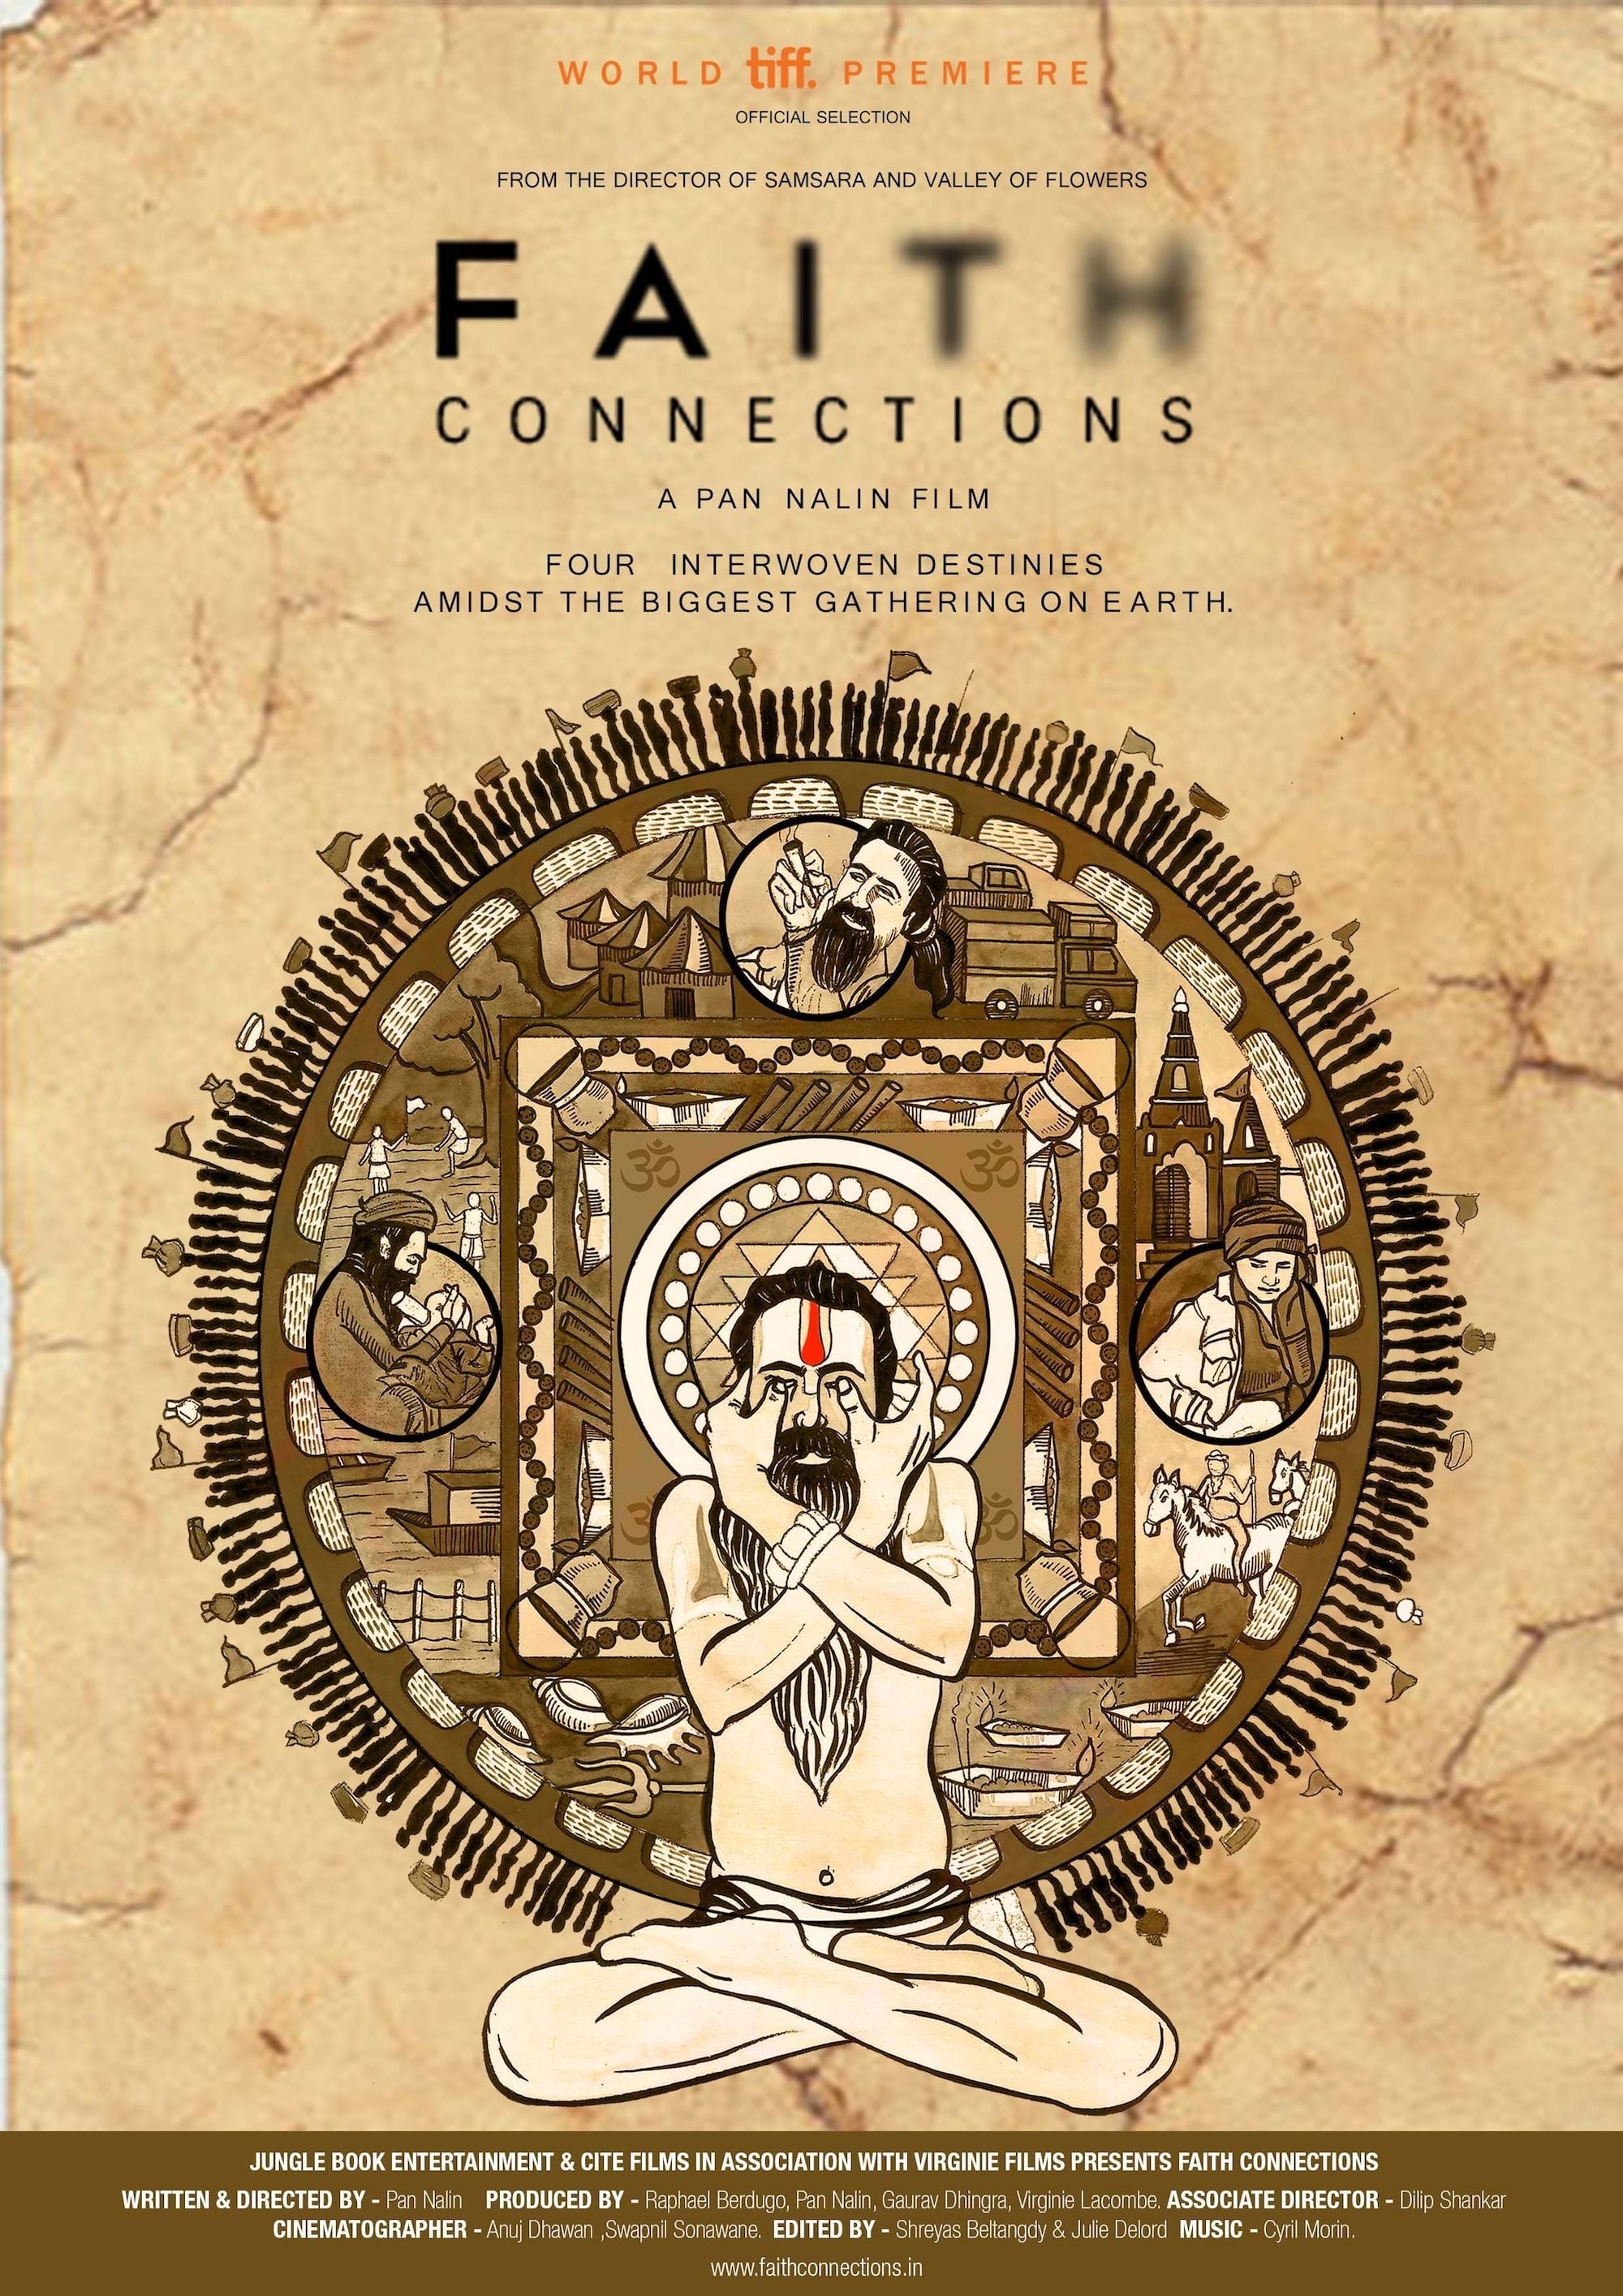 WORLD tiff. PREMIERE
OFFICIAL SELECTION
FROM THE DIRECTOR OF SAMSARA AND VALLEY OF FLOWERS
FAITH
CONNECTIONS
A PAN NALIN FILM
FOUR INTERWOVEN DESTINIES
AMIDST THE BIGGEST GATHERING ON EARTH.
ॐ ॐ
ॐ ॐ
JUNGLE BOOK ENTERTAINMENT & CITE FILMS IN ASSOCIATION WITH VIRGINIE FILMS PRESENTS FAITH CONNECTIONS
WRITTEN & DIRECTED BY - Pan Nalin PRODUCED BY - Raphael Berdugo, Pan Nalin, Gaurav Dhingra, Virginie Lacombe. ASSOCIATE DIRECTOR - Dilip Shankar
CINEMATOGRAPHER - Anuj Dhawan ,Swapnil Sonawane. EDITED BY - Shreyas Beltangdy & Julie Delord MUSIC - Cyril Morin.
www.faithconnections.in